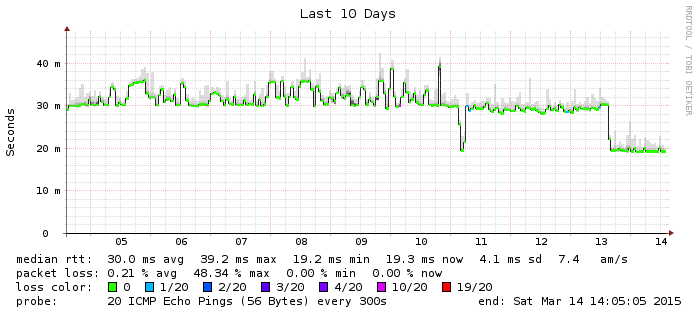 Last 10 Days
RRDTOOL / TOBI OETIKER
Seconds
40 m
30 m
20 m
10 m
0
05 06 07 08 09 10 11 12 13 14
median rtt: 30.0 ms avg 39.2 ms max 19.2 ms min 19.3 ms now 4.1 ms sd 7.4 am/s
packet loss: 0.21 % avg 48.34 % max 0.00 % min 0.00 % now
loss color: 0 1/20 2/20 3/20 4/20 10/20 19/20
probe: 20 ICMP Echo Pings (56 Bytes) every 300s end: Sat Mar 14 14:05:05 2015